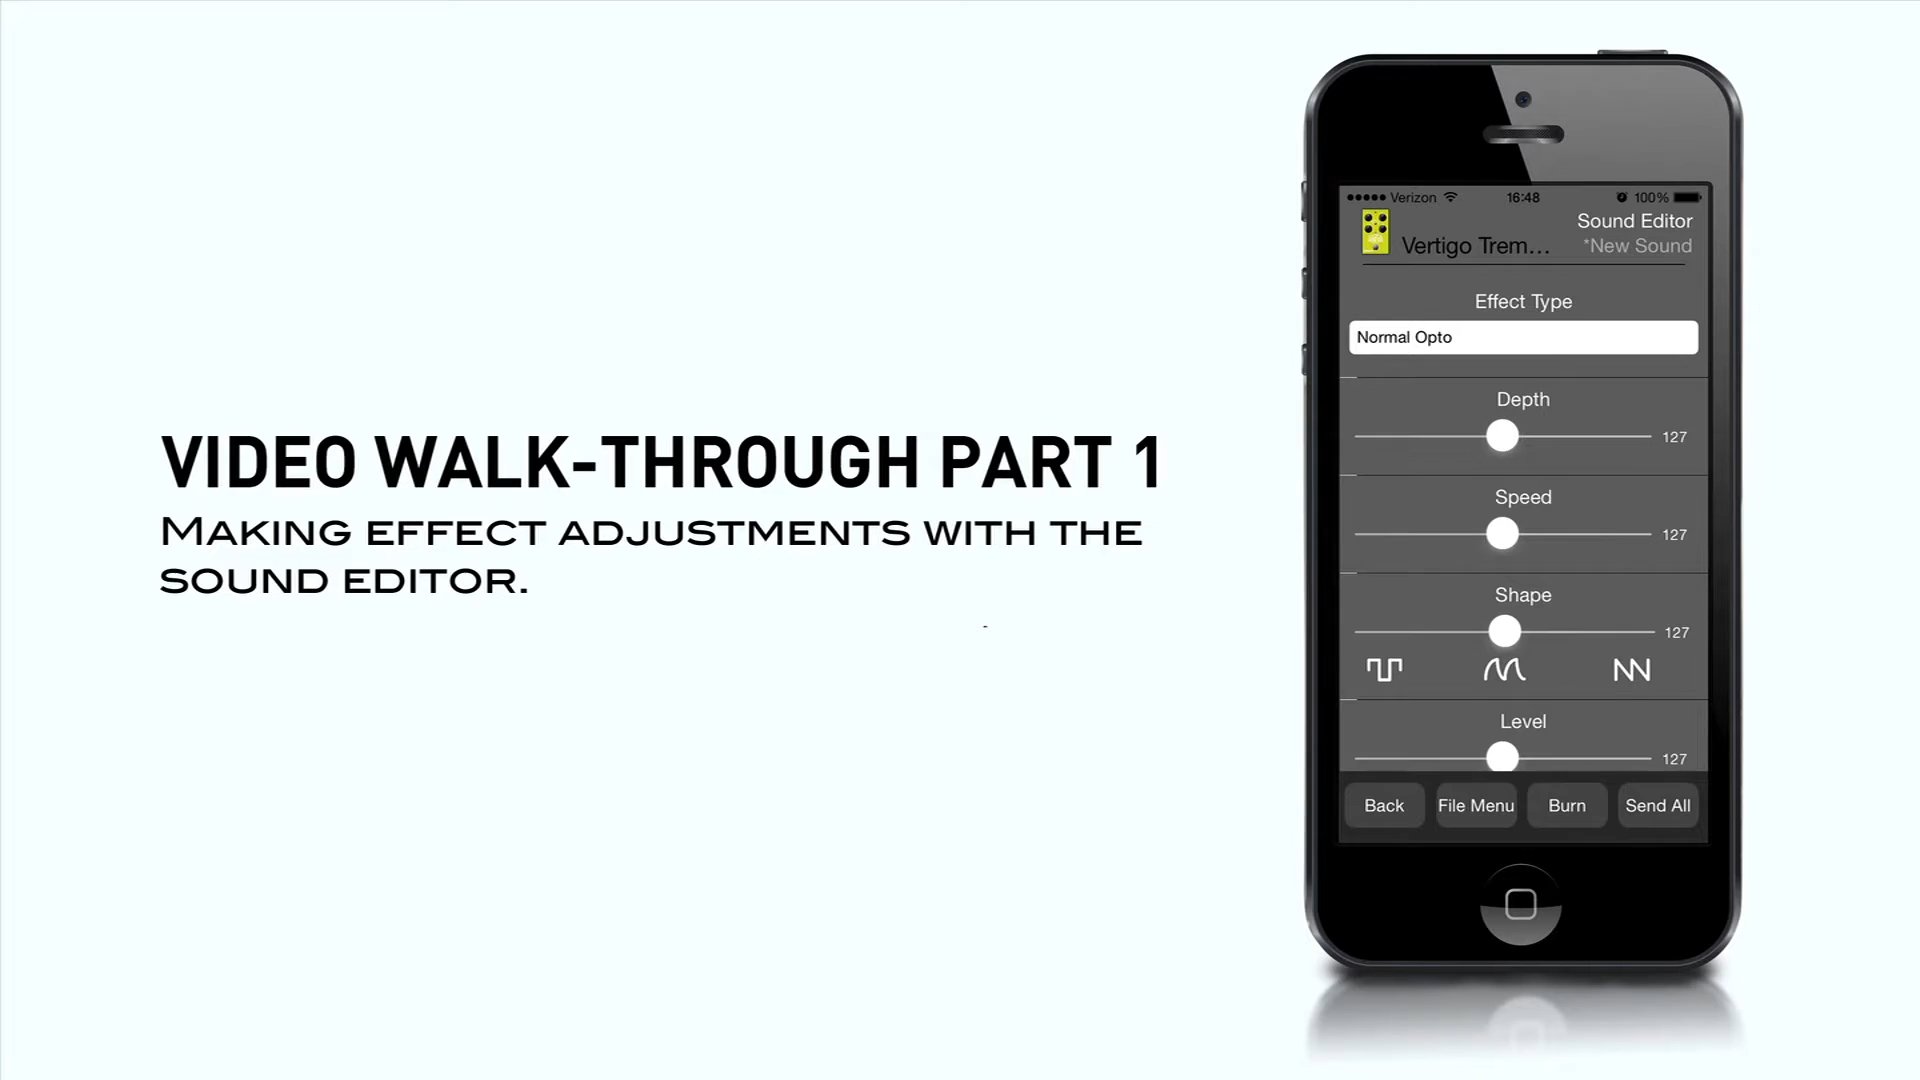 VIDEO WALK-THROUGH PART 1
MAKING EFFECT ADJUSTMENTS WITH THE
SOUND EDITOR.
Verizon 16:48 100%
Sound Editor
Vertigo Trem... *New Sound
Effect Type
Normal Opto
Depth
127
Speed
127
Shape
127
Level
127
Back File Menu Burn Send All